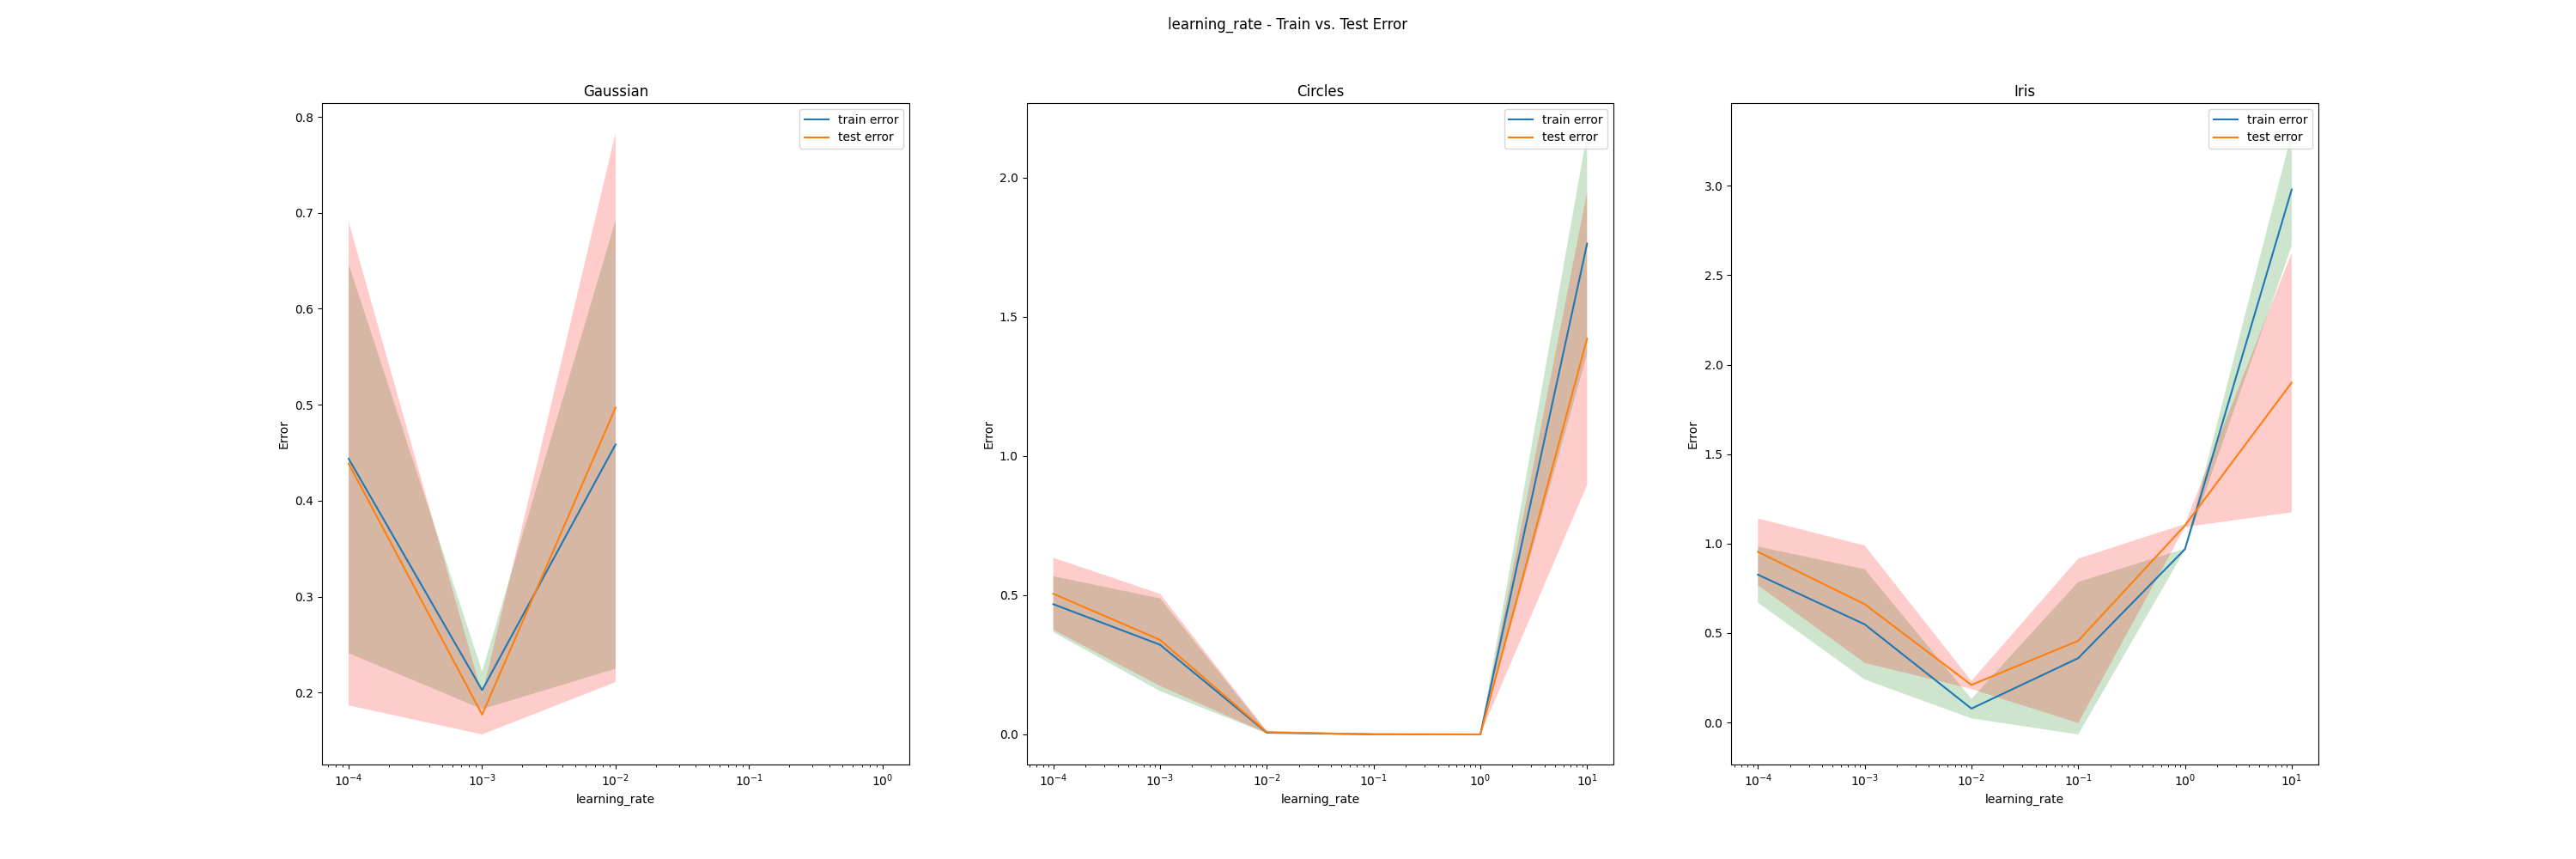 learning_rate - Train vs. Test Error
Gaussian
train error
test error
0.8
0.7
0.6
0.5
0.4
0.3
0.2
Error
10⁻⁴ 10⁻³ 10⁻² 10⁻¹ 10⁰
learning_rate
Circles
train error
test error
2.0
1.5
1.0
0.5
0.0
Error
10⁻⁴ 10⁻³ 10⁻² 10⁻¹ 10⁰ 10¹
learning_rate
Iris
train error
test error
3.0
2.5
2.0
1.5
1.0
0.5
0.0
Error
10⁻⁴ 10⁻³ 10⁻² 10⁻¹ 10⁰ 10¹
learning_rate